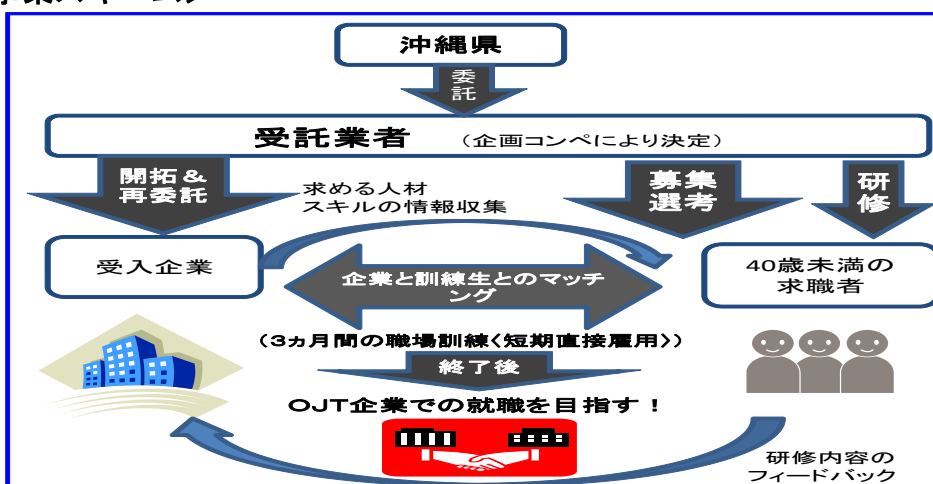 沖縄県
委
託
受託業者 (企画コンペにより決定)
開拓&
再委託
求める人材
スキルの情報収集
募集
選考
研
修
受入企業
企業と訓練生とのマッチ
ング
40歳未満の
求職者
(3ヵ月間の職場訓練〈短期直接雇用〉)
終了後
OJT企業での就職を目指す!
研修内容の
フィードバック